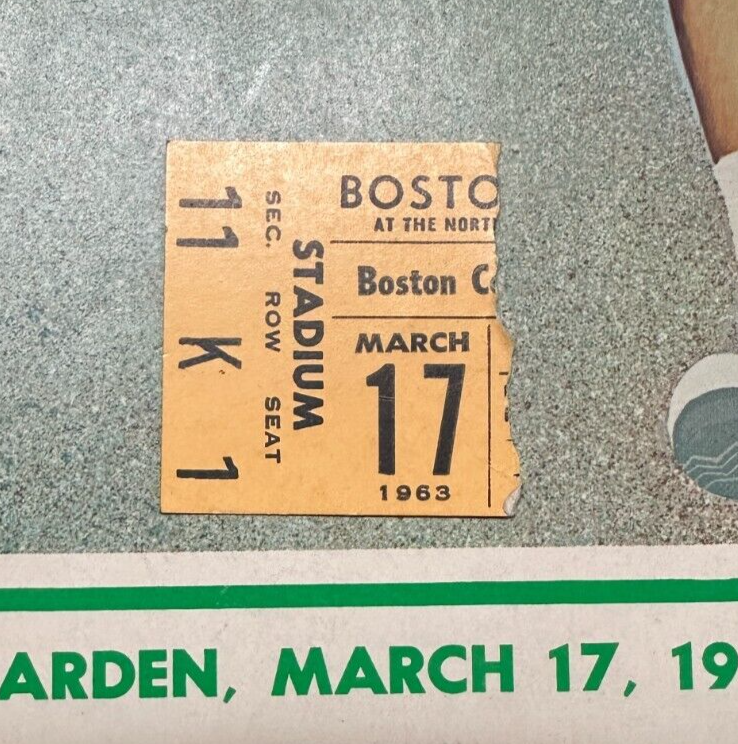 BOSTO
AT THE NORT
Boston C
MARCH
17
1963
STADIUM
SEC. ROW SEAT
11 K 1
ARDEN, MARCH 17, 19